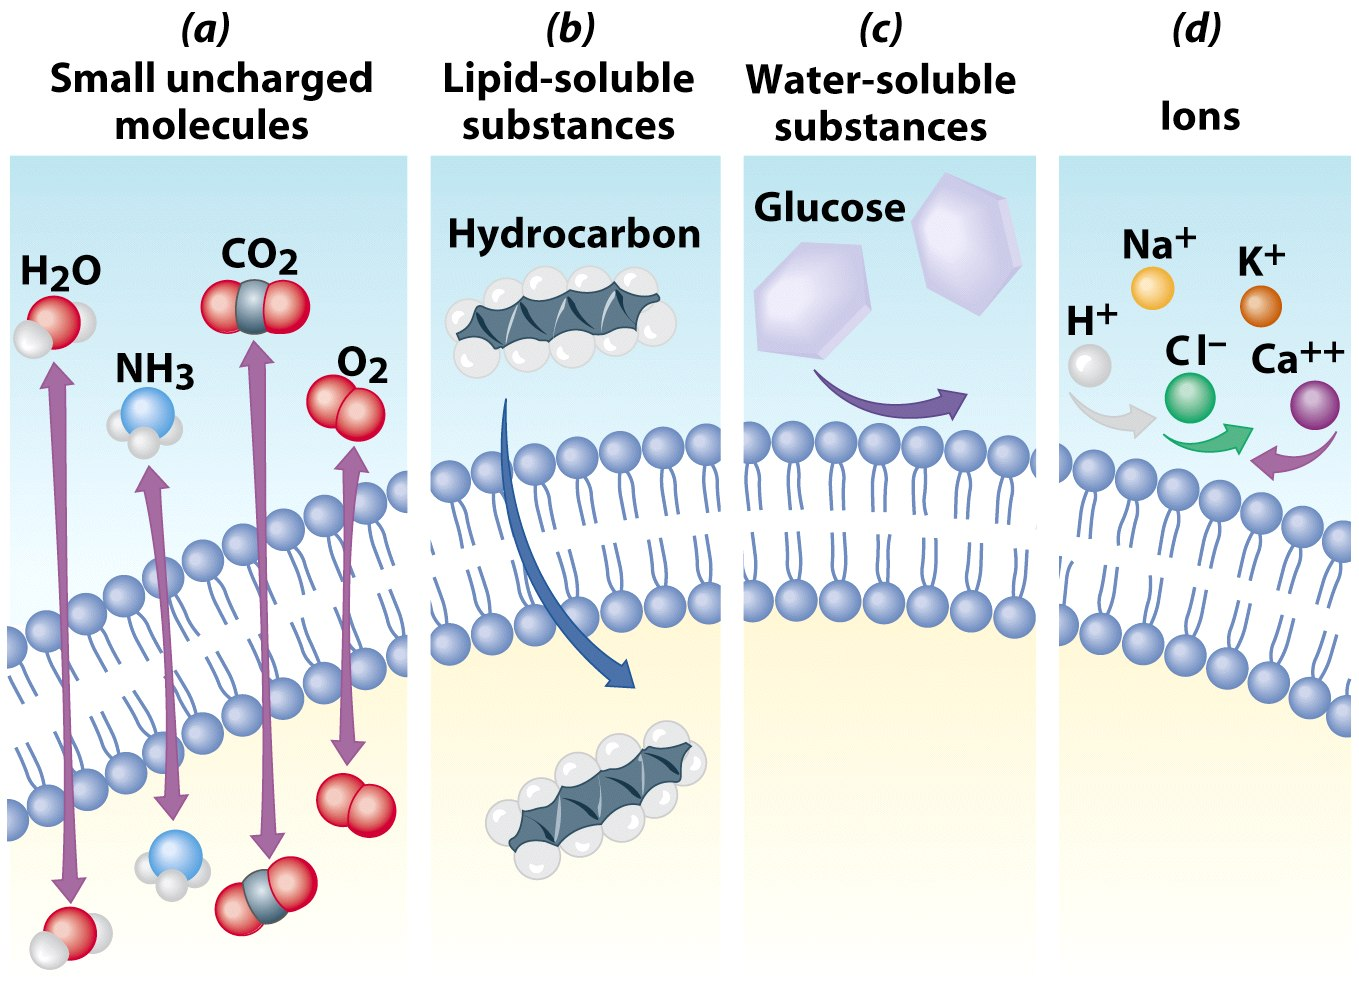 (a)
Small uncharged
molecules
H2O
CO2
NH3
O2
(b)
Lipid-soluble
substances
Hydrocarbon
(c)
Water-soluble
substances
Glucose
(d)
Ions
Na+
K+
H+
Cl–
Ca++